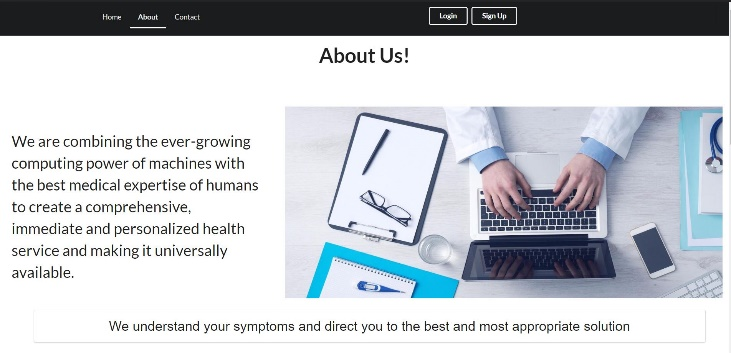 Home About Contact Login Sign Up
About Us!
We are combining the ever-growing
computing power of machines with
the best medical expertise of humans
to create a comprehensive,
immediate and personalized health
service and making it universally
available.
We understand your symptoms and direct you to the best and most appropriate solution